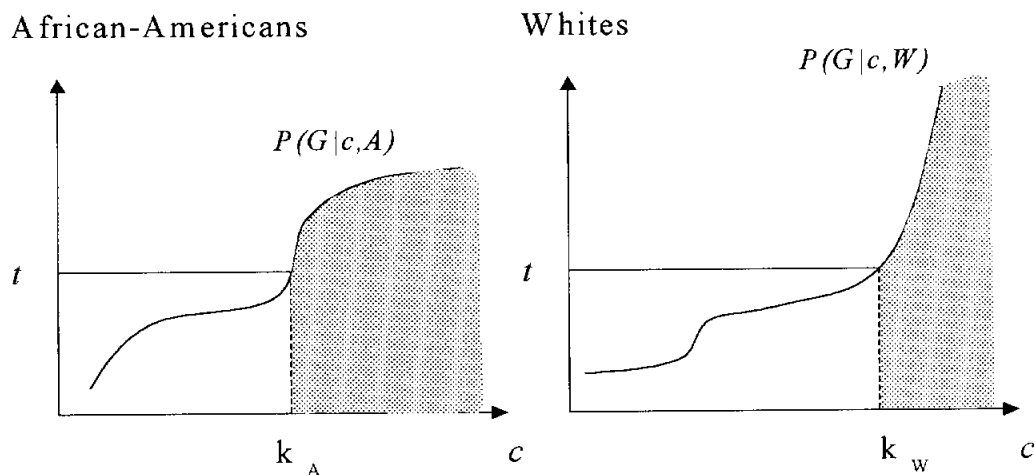 African-Americans
P(G|c,A)
t
k A
c
Whites
P(G|c,W)
t
k W
c